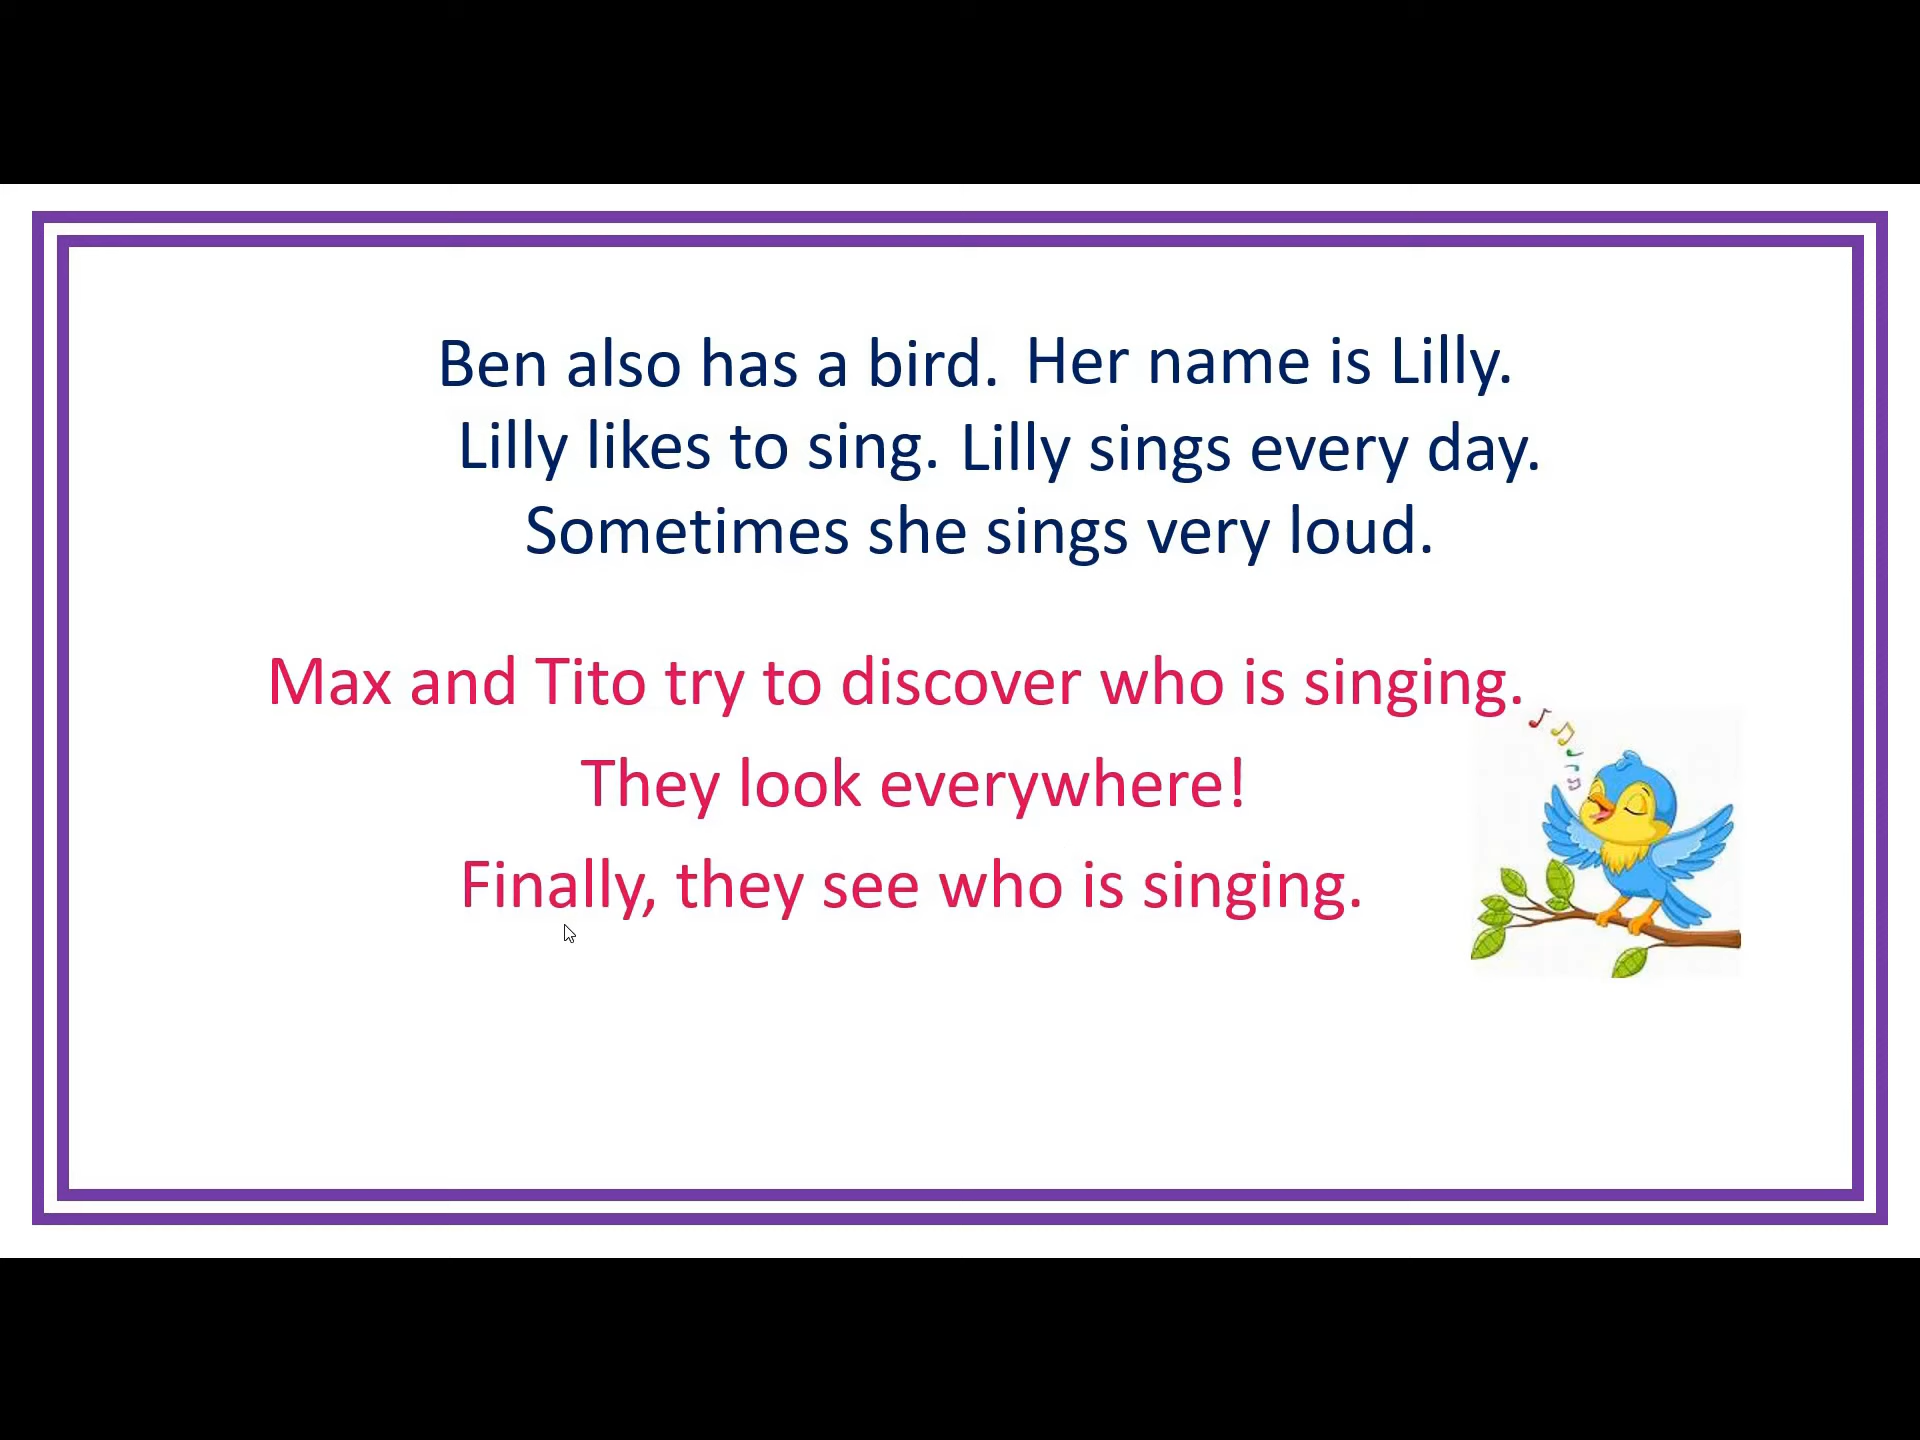 Ben also has a bird. Her name is Lilly.
Lilly likes to sing. Lilly sings every day.
Sometimes she sings very loud.
Max and Tito try to discover who is singing.
They look everywhere!
Finally, they see who is singing.